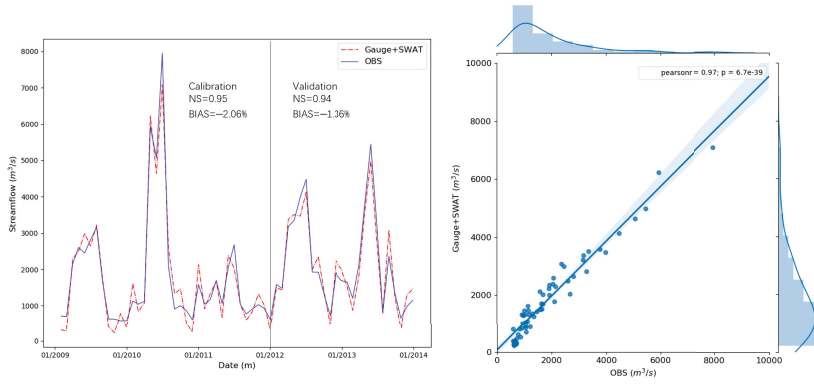 Gauge+SWAT
OBS
Calibration
NS=0.95
BIAS=−2.06%
Validation
NS=0.94
BIAS=−1.16%
Streamflow (m³/s)
8000
7000
6000
5000
4000
3000
2000
1000
0
01/2009
01/2010
01/2011
01/2012
01/2013
01/2014
Date (m)
pearsonr = 0.97; p = 6.7e-39
Gauge+SWAT (m³/s)
10000
8000
6000
4000
2000
0
0
2000
4000
6000
8000
10000
OBS (m³/s)